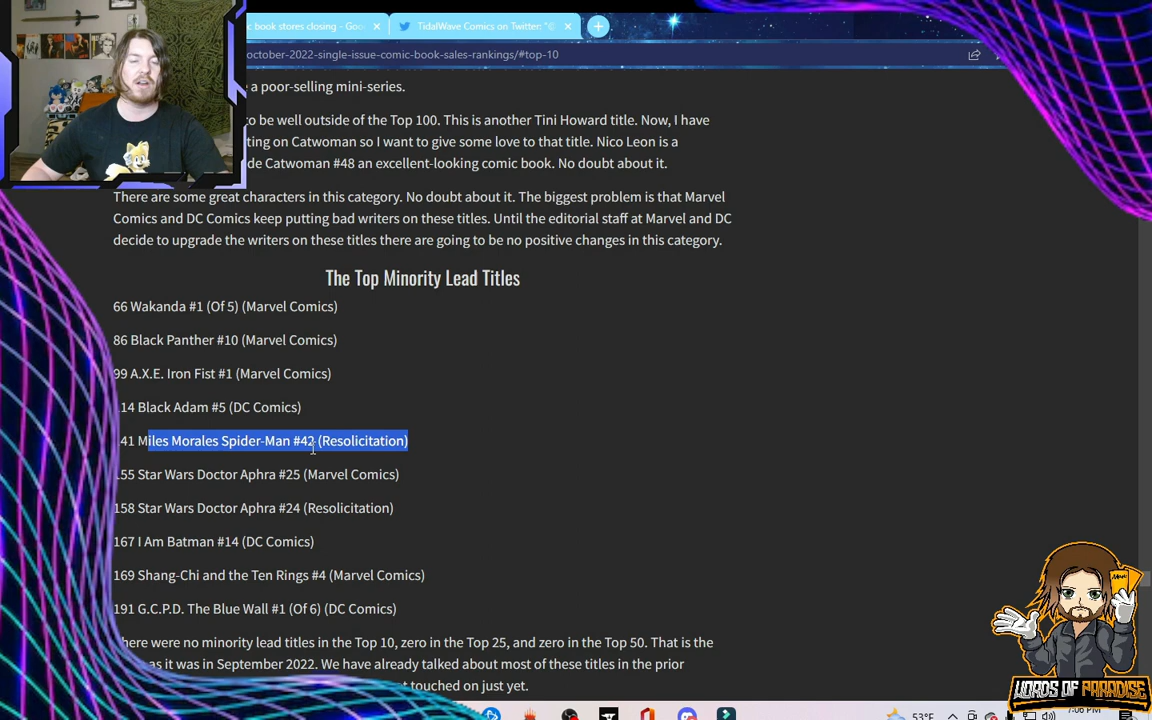 book stores closing - Goo
TidalWave Comics on Twitter: "©
october-2022-single-issue-comic-book-sales-rankings/#top-10
a poor-selling mini-series.
to be well outside of the Top 100. This is another Tini Howard title. Now, I have
ting on Catwoman so I want to give some love to that title. Nico Leon is a
de Catwoman #48 an excellent-looking comic book. No doubt about it.
There are some great characters in this category. No doubt about it. The biggest problem is that Marvel
Comics and DC Comics keep putting bad writers on these titles. Until the editorial staff at Marvel and DC
decide to upgrade the writers on these titles there are going to be no positive changes in this category.
The Top Minority Lead Titles
66 Wakanda #1 (Of 5) (Marvel Comics)
86 Black Panther #10 (Marvel Comics)
99 A.X.E. Iron Fist #1 (Marvel Comics)
14 Black Adam #5 (DC Comics)
41 Miles Morales Spider-Man #42 (Resolicitation)
155 Star Wars Doctor Aphra #25 (Marvel Comics)
158 Star Wars Doctor Aphra #24 (Resolicitation)
167 I Am Batman #14 (DC Comics)
169 Shang-Chi and the Ten Rings #4 (Marvel Comics)
191 G.C.P.D. The Blue Wall #1 (Of 6) (DC Comics)
here were no minority lead titles in the Top 10, zero in the Top 25, and zero in the Top 50. That is the
as it was in September 2022. We have already talked about most of these titles in the prior
touched on just yet.
WORDS OF PARADISE
53°F
7:06 PM